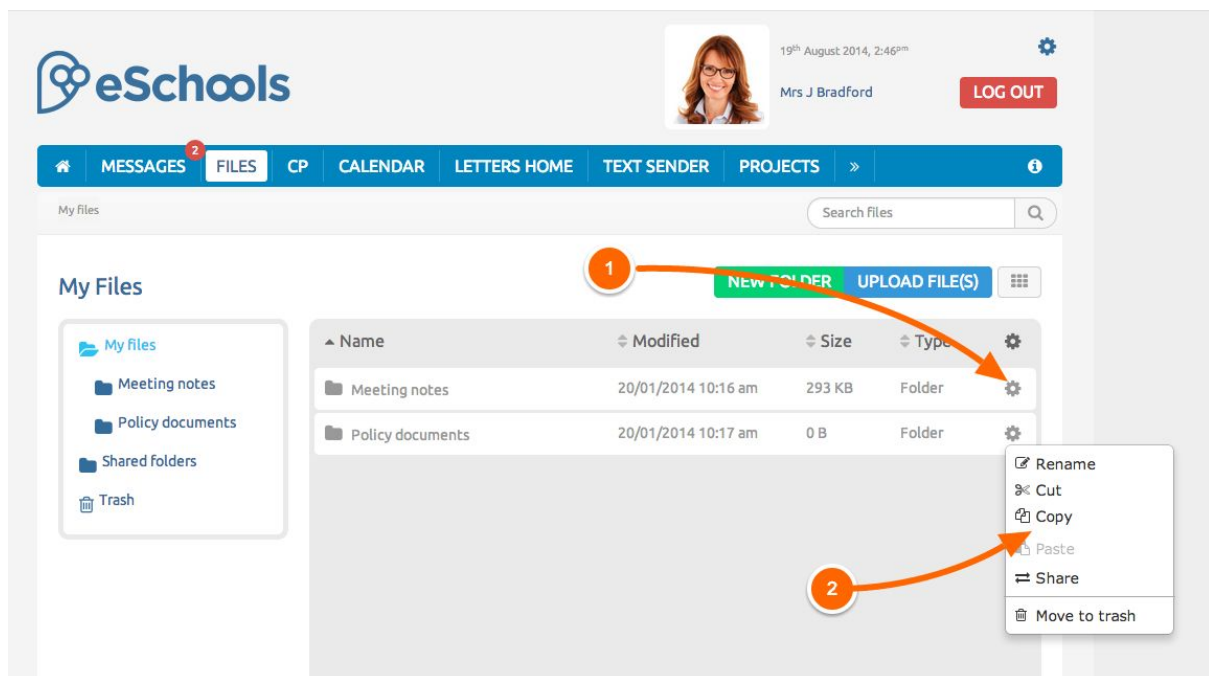 eSchools
19th August 2014, 2:46pm
Mrs J Bradford
LOG OUT
MESSAGES 2 FILES CP CALENDAR LETTERS HOME TEXT SENDER PROJECTS »
My files
Search files
My Files
1
NEW FOLDER UPLOAD FILE(S)
My files
Meeting notes
Policy documents
Shared folders
Trash
Name Modified Size Type
Meeting notes 20/01/2014 10:16 am 293 KB Folder
Policy documents 20/01/2014 10:17 am 0 B Folder
Rename
Cut
Copy
Paste
Share
Move to trash
2